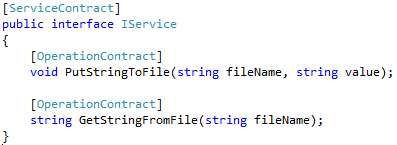 [ServiceContract]
public interface IService
{
    [OperationContract]
    void PutStringToFile(string fileName, string value);

    [OperationContract]
    string GetStringFromFile(string fileName);
}